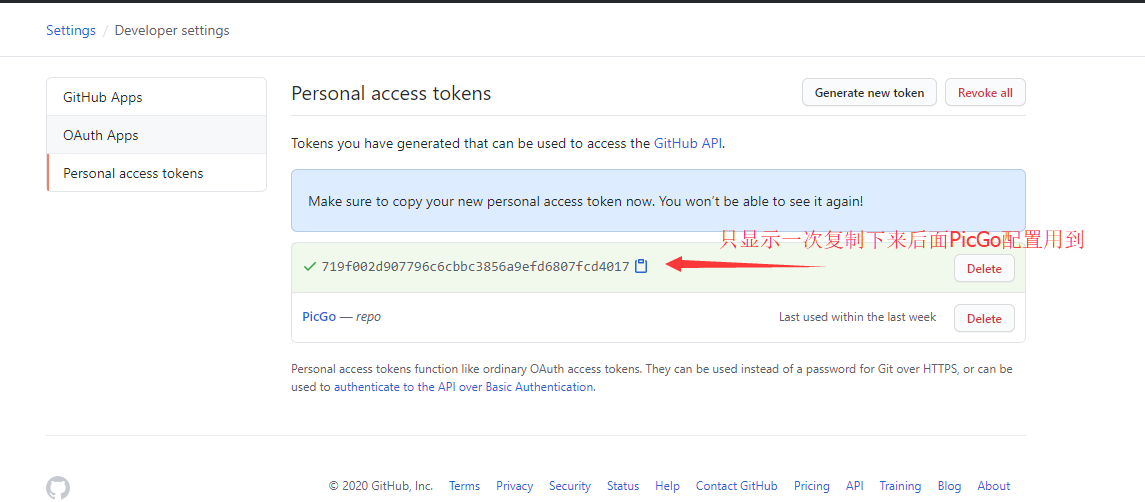 Settings / Developer settings
GitHub Apps
OAuth Apps
Personal access tokens
Personal access tokens
Generate new token
Revoke all
Tokens you have generated that can be used to access the GitHub API.
Make sure to copy your new personal access token now. You won't be able to see it again!
只显示一次复制下来后面PicGo配置用到
719f002d907796c6cbbc3856a9efd6807fcd4017
Delete
PicGo — repo
Last used within the last week
Delete
Personal access tokens function like ordinary OAuth access tokens. They can be used instead of a password for Git over HTTPS, or can be
used to authenticate to the API over Basic Authentication.
© 2020 GitHub, Inc. Terms Privacy Security Status Help Contact GitHub Pricing API Training Blog About